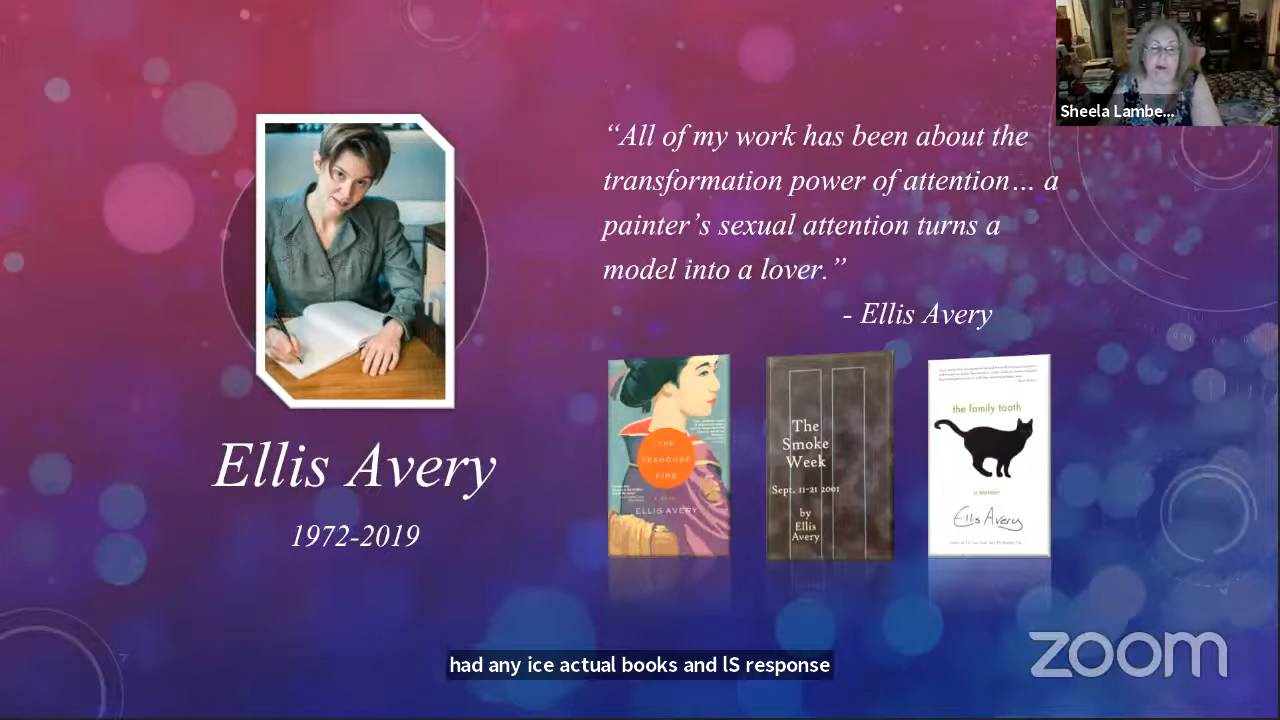 Sheela Lambe...
“All of my work has been about the
transformation power of attention... a
painter’s sexual attention turns a
model into a lover.”
- Ellis Avery
Ellis Avery
1972-2019
THE
TEAHOUSE
FIRE
ELLIS AVERY
The
Smoke
Week
Sept. 11-21 2001
by
Ellis
Avery
the family tooth
a memoir
Ellis Avery
had any ice actual books and lS response
zoom